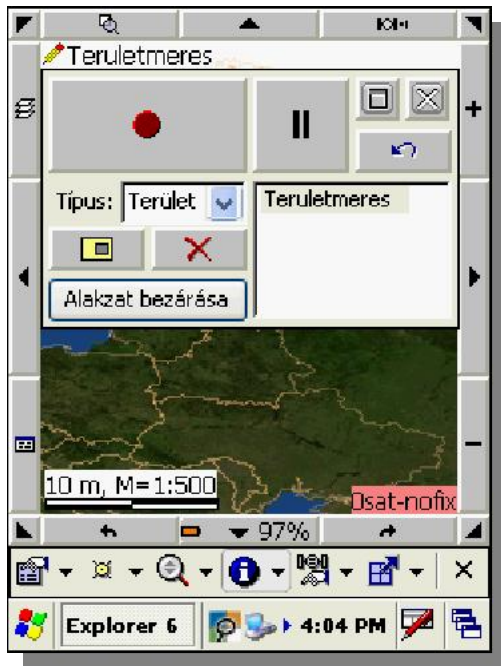 Teruletmeres
Típus: Terület
Teruletmeres
Alakzat bezárása
10 m, M=1:500
0sat-nofix
97%
Explorer 6
4:04 PM